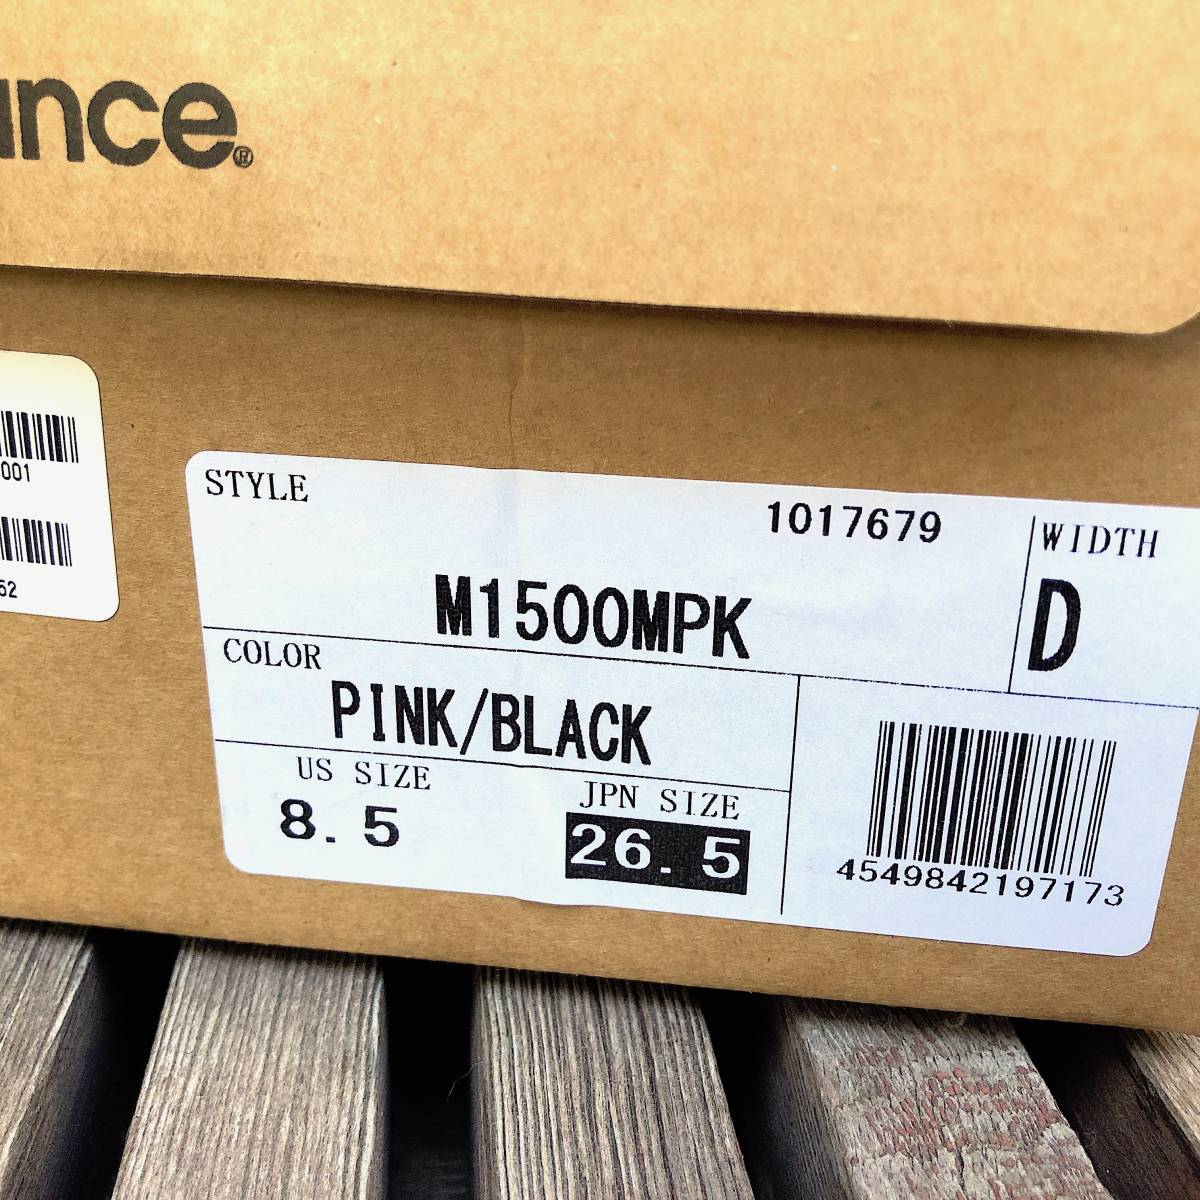 ance®
001
52
STYLE
1017679
WIDTH
M1500MPK
D
COLOR
PINK/BLACK
US SIZE
JPN SIZE
8.5
26.5
4549842197173